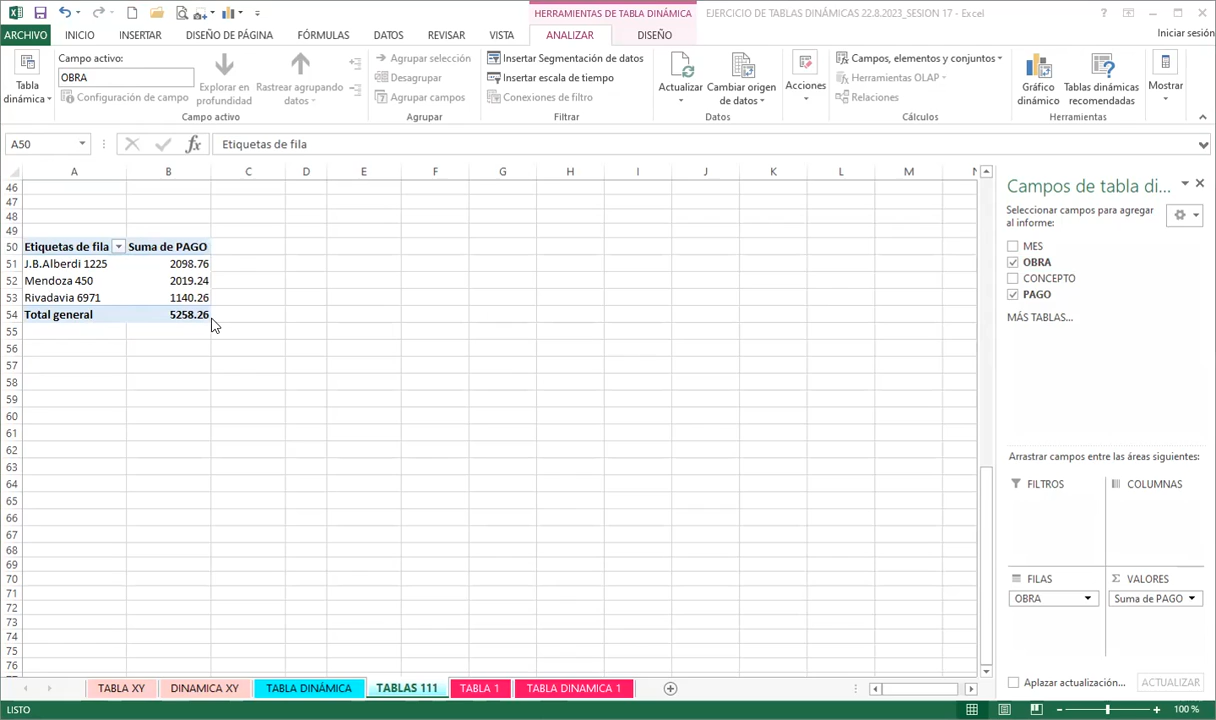 HERRAMIENTAS DE TABLA DINÁMICA
EJERCICIO DE TABLAS DINÁMICAS 22.8.2023_SESION 17 - Excel
ARCHIVO INICIO INSERTAR DISEÑO DE PÁGINA FÓRMULAS DATOS REVISAR VISTA ANALIZAR DISEÑO Iniciar sesión
Tabla dinámica
Campo activo:
OBRA
Configuración de campo
Explorar en profundidad
Rastrear agrupando datos
Campo activo
Agrupar selección
Desagrupar
Agrupar campos
Agrupar
Insertar Segmentación de datos
Insertar escala de tiempo
Conexiones de filtro
Filtrar
Actualizar
Cambiar origen de datos
Datos
Acciones
Campos, elementos y conjuntos
Herramientas OLAP
Relaciones
Cálculos
Gráfico dinámico
Tablas dinámicas recomendadas
Herramientas
Mostrar
A50 fx Etiquetas de fila
A B C D E F G H I J K L M N
46
47
48
49
50 Etiquetas de fila Suma de PAGO
51 J.B.Alberdi 1225 2098.76
52 Mendoza 450 2019.24
53 Rivadavia 6971 1140.26
54 Total general 5258.26
55
56
57
58
59
60
61
62
63
64
65
66
67
68
69
70
71
72
73
74
75
76
Campos de tabla di...
Seleccionar campos para agregar
al informe:
MES
OBRA
CONCEPTO
PAGO
MÁS TABLAS...
Arrastrar campos entre las áreas siguientes:
FILTROS COLUMNAS
FILAS Σ VALORES
OBRA Suma de PAGO
Aplazar actualización... ACTUALIZAR
TABLA XY DINAMICA XY TABLA DINÁMICA TABLAS 111 TABLA 1 TABLA DINAMICA 1
LISTO 100 %